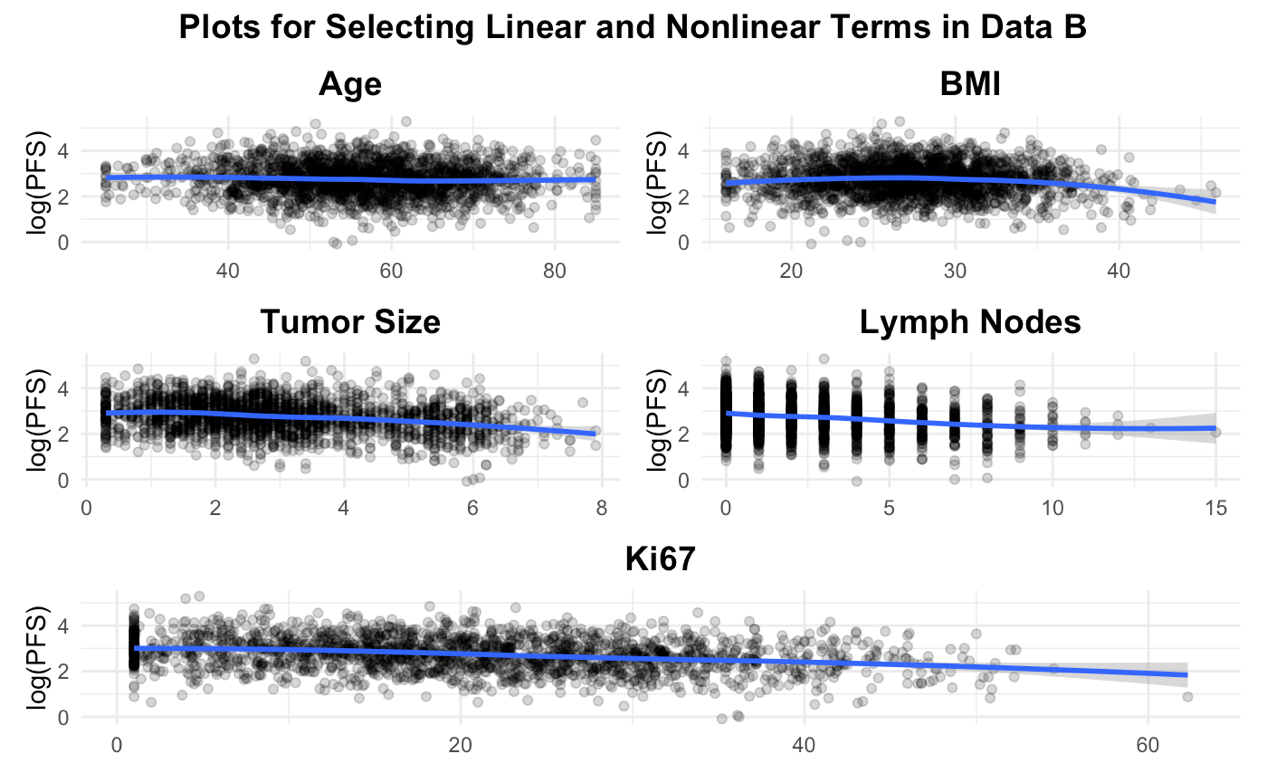 Plots for Selecting Linear and Nonlinear Terms in Data B
Age
log(PFS)
4
2
0
40 60 80
BMI
log(PFS)
4
2
0
20 30 40
Tumor Size
log(PFS)
4
2
0
0 2 4 6 8
Lymph Nodes
log(PFS)
4
2
0
0 5 10 15
Ki67
log(PFS)
4
2
0
0 20 40 60